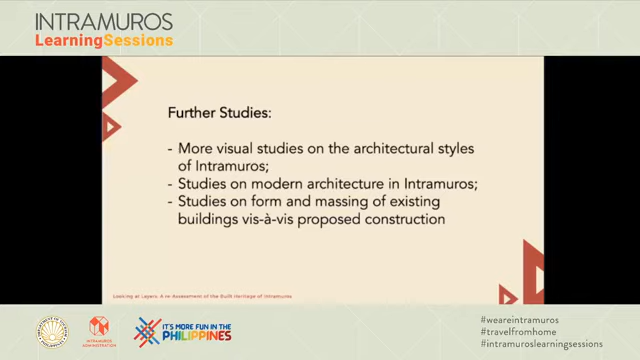 INTRAMUROS
LearningSessions
Further Studies:
- More visual studies on the architectural styles
of Intramuros;
- Studies on modern architecture in Intramuros;
- Studies on form and massing of existing
buildings vis-à-vis proposed construction
Looking at Layers: A re-Assessment of the Built Heritage of Intramuros
INTRAMUROS
ADMINISTRATION
IT'S MORE FUN IN THE
PHILIPPINES
#weareintramuros
#travelfromhome
#intramuroslearningsessions